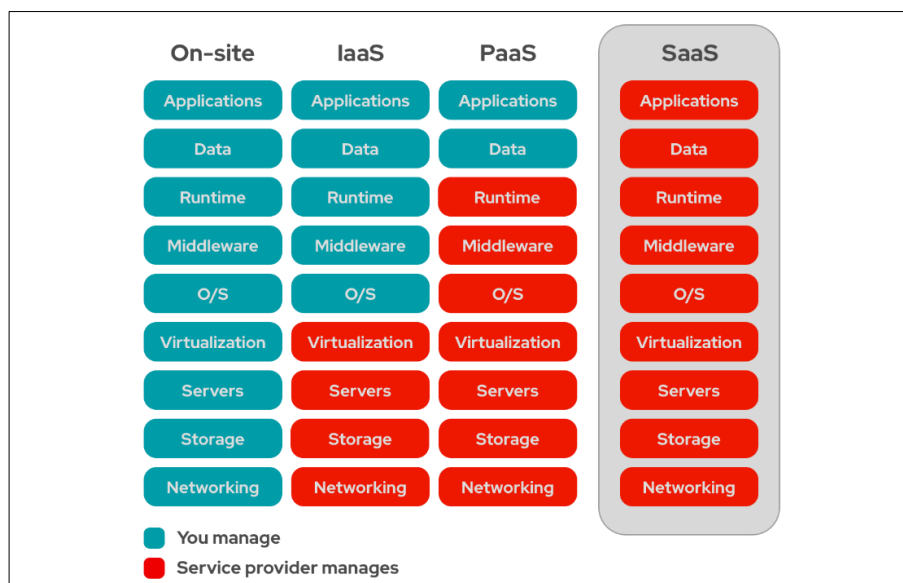 On-site IaaS PaaS SaaS
Applications Applications Applications Applications
Data Data Data Data
Runtime Runtime Runtime Runtime
Middleware Middleware Middleware Middleware
O/S O/S O/S O/S
Virtualization Virtualization Virtualization Virtualization
Servers Servers Servers Servers
Storage Storage Storage Storage
Networking Networking Networking Networking
You manage
Service provider manages